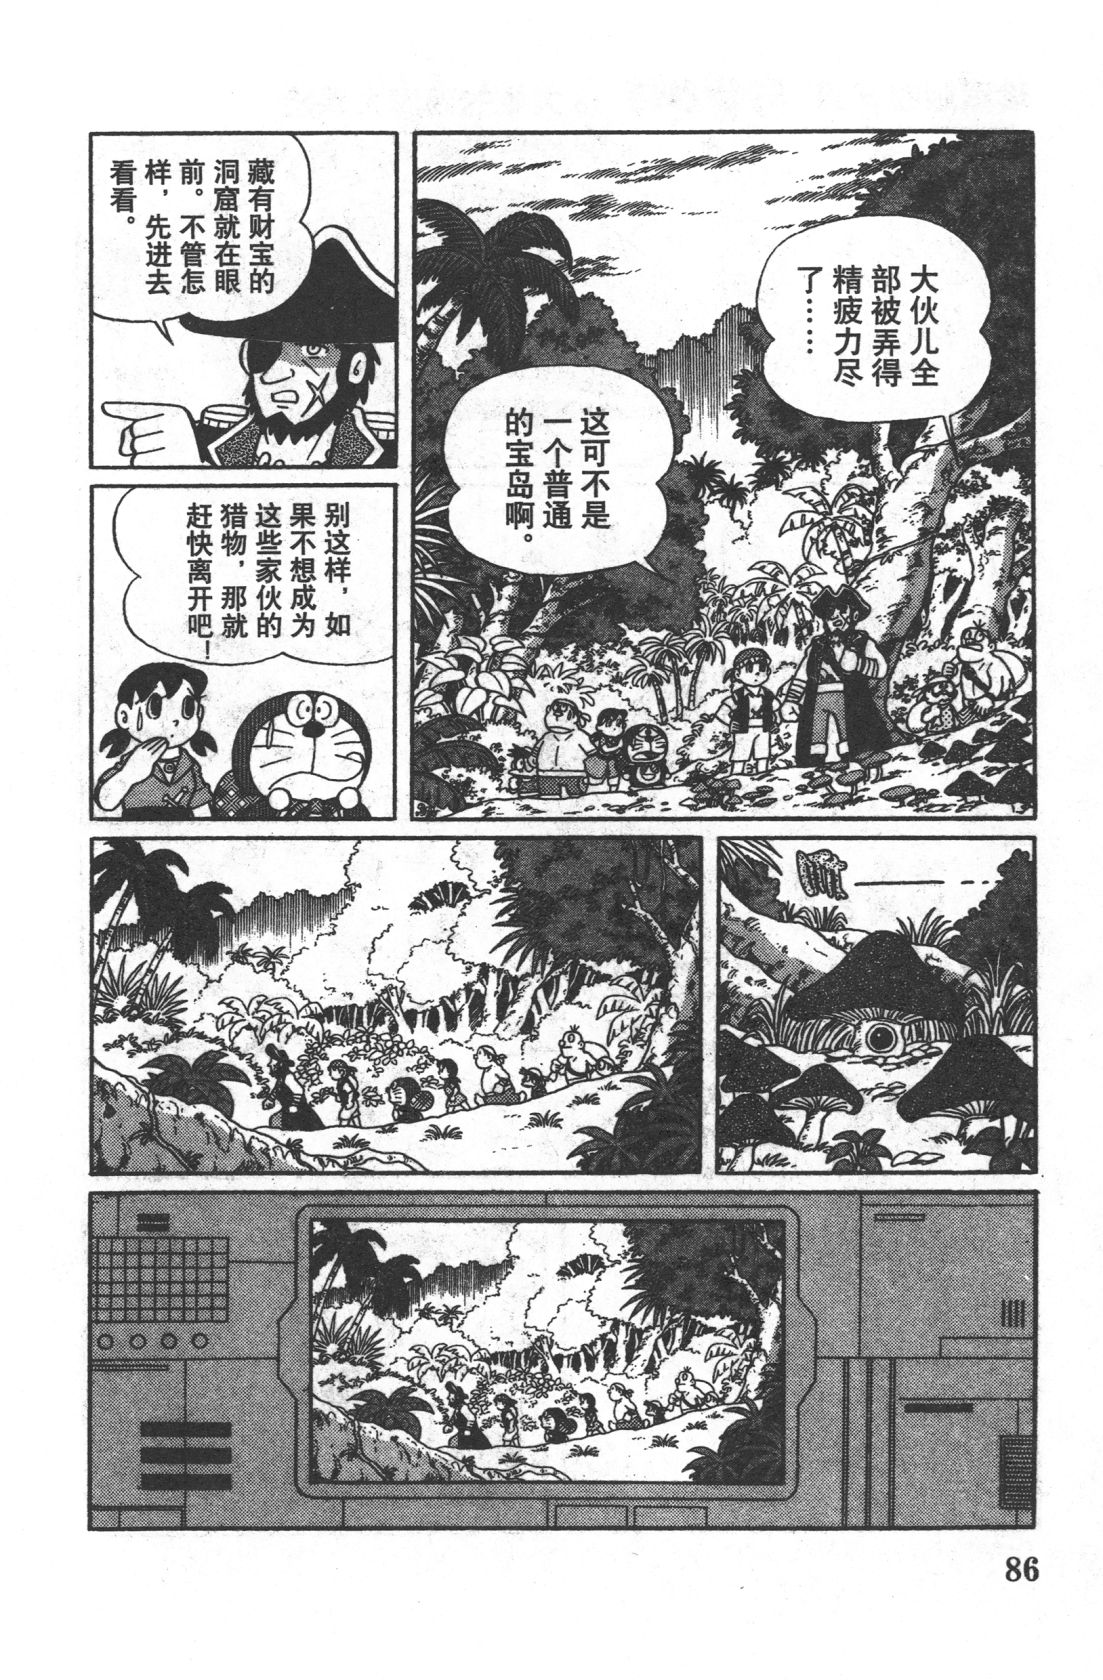 大伙儿全
部被弄得
精疲力尽
了……
这可不是
一个普通
的宝岛啊。
藏有财宝的
洞窟就在眼
前。不管怎
样，先进去
看看。
别这样，如
果不想成为
这些家伙的
猎物，那就
赶快离开吧！
86